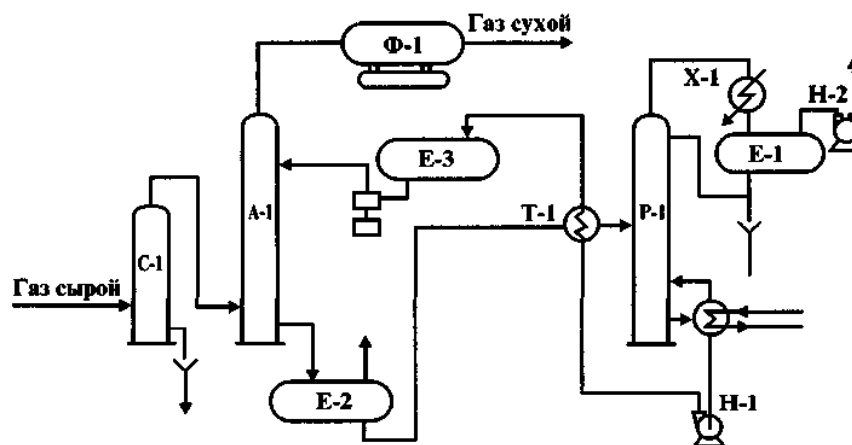 Газ сухой
Ф-1
Х-1
Н-2
Е-3
Е-1
А-1
Т-1
Р-1
С-1
Газ сырой
Е-2
Н-1